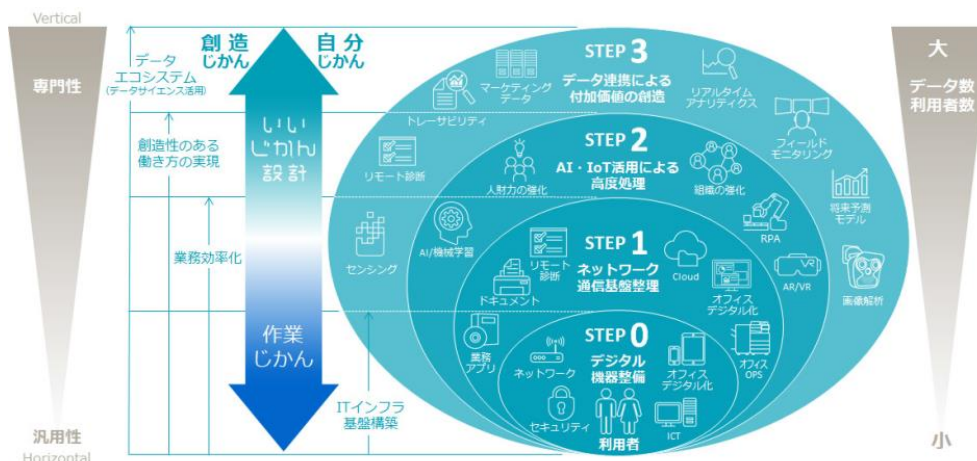 Vertical
専門性
汎用性
Horizontal
データ
エコシステム
(データサイエンス活用)
創造性のある
働き方の実現
業務効率化
ITインフラ
基盤構築
創造
じかん
自分
じかん
いい
じかん
設計
作業
じかん
STEP 3
データ連携による
付加価値の創造
マーケティング
データ
トレーサビリティ
リモート診断
センシング
リアルタイム
アナリティクス
フィールド
モニタリング
将来予測
モデル
画像解析
STEP 2
AI・IoT活用による
高度処理
人財力の強化
組織の強化
AI/機械学習
RPA
AR/VR
VR
STEP 1
ネットワーク
通信基盤整理
リモート
診断
ドキュメント
Cloud
オフィス
デジタル化
業務
アプリ
オフィス
OPS
STEP 0
デジタル
機器整備
ネットワーク
オフィス
デジタル化
セキュリティ
利用者
ICT
大
データ数
利用者数
小